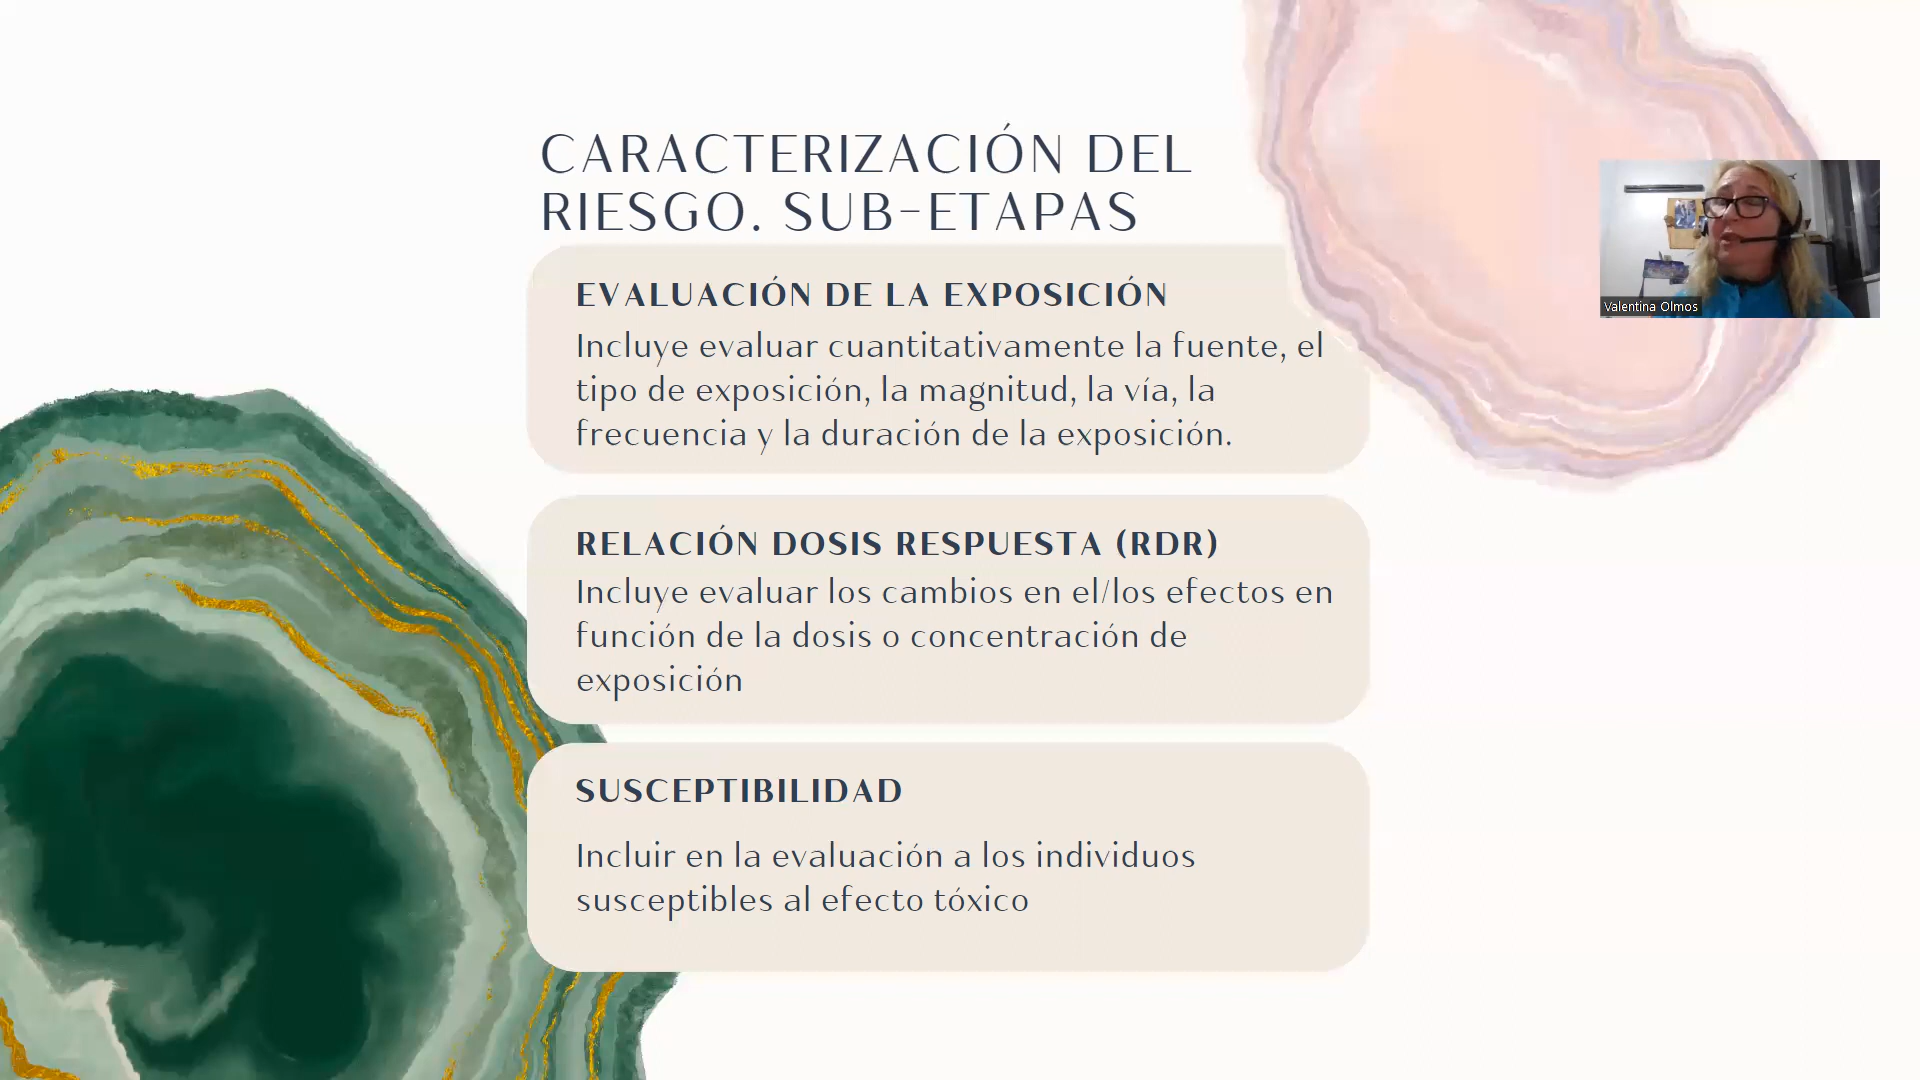 CARACTERIZACIÓN DEL
RIESGO. SUB-ETAPAS
EVALUACIÓN DE LA EXPOSICIÓN
Incluye evaluar cuantitativamente la fuente, el
tipo de exposición, la magnitud, la vía, la
frecuencia y la duración de la exposición.
RELACIÓN DOSIS RESPUESTA (RDR)
Incluye evaluar los cambios en el/los efectos en
función de la dosis o concentración de
exposición
SUSCEPTIBILIDAD
Incluir en la evaluación a los individuos
susceptibles al efecto tóxico
Valentina Olmos